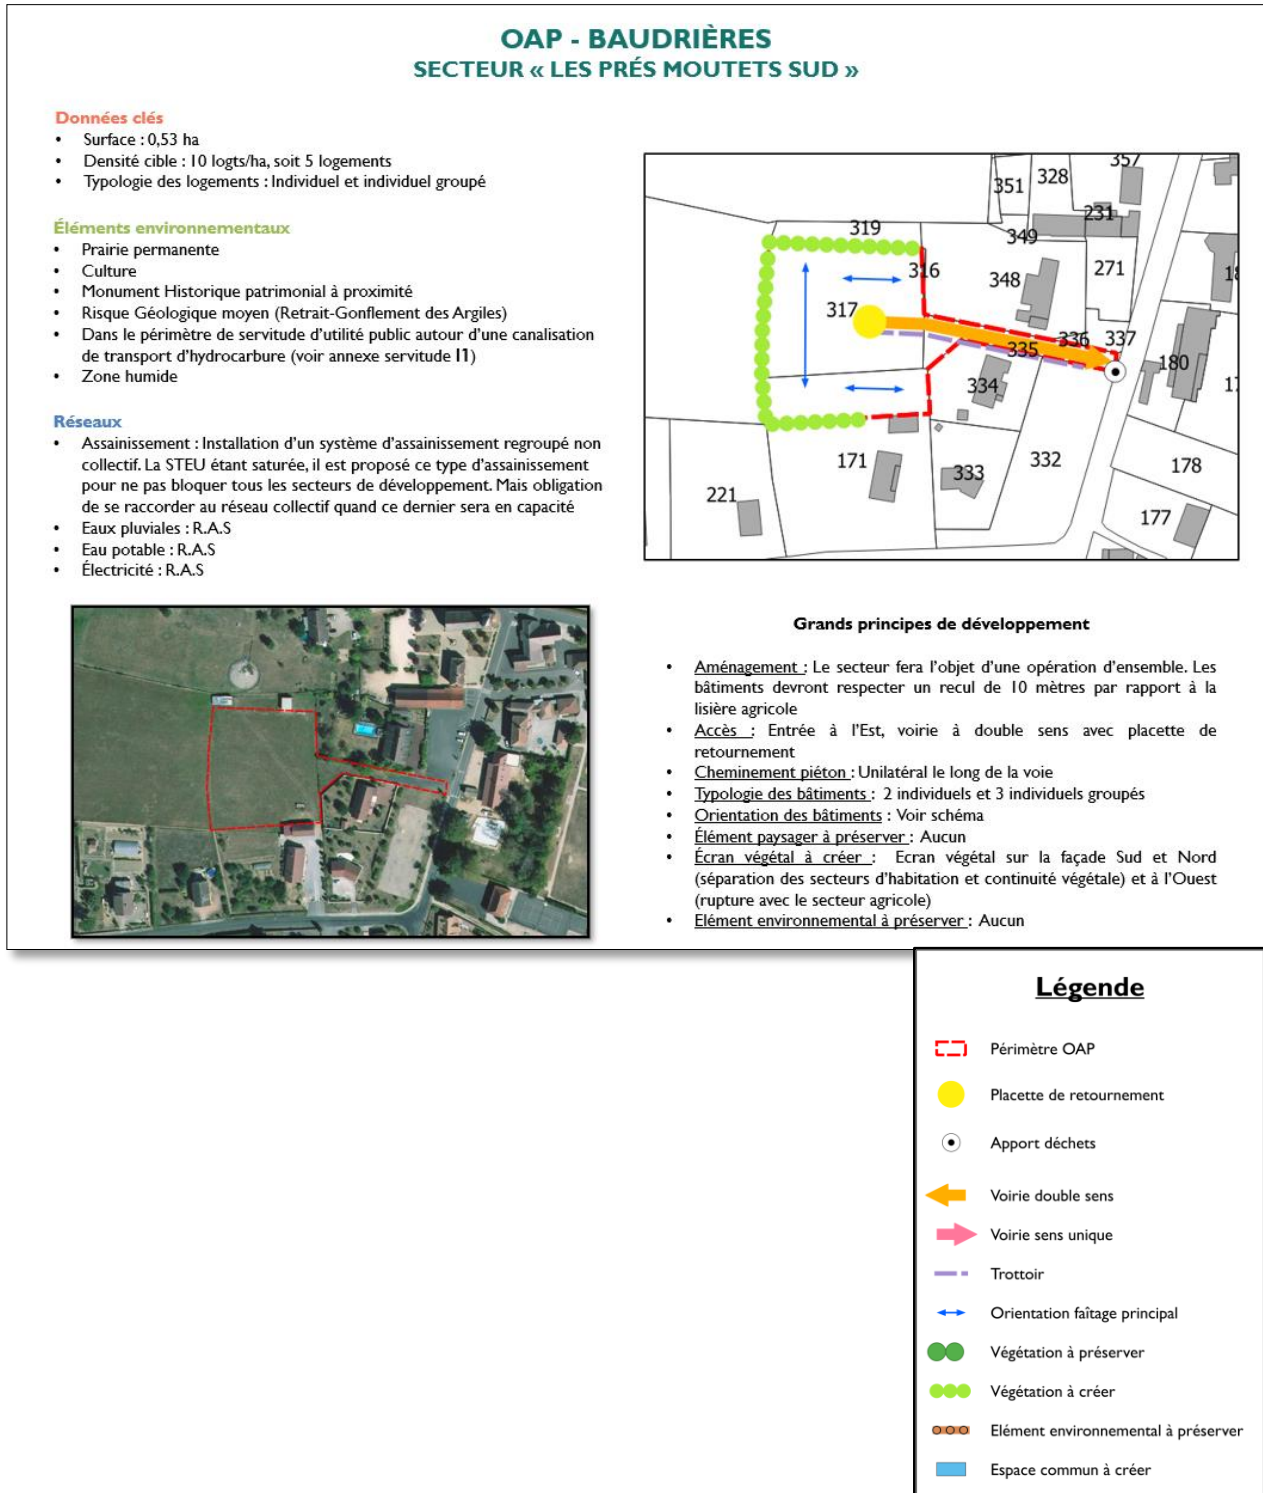 OAP - BAUDRIÈRES
SECTEUR « LES PRÉS MOUTETS SUD »
Données clés
• Surface : 0,53 ha
• Densité cible : 10 logts/ha, soit 5 logements
• Typologie des logements : Individuel et individuel groupé
Éléments environnementaux
• Prairie permanente
• Culture
• Monument Historique patrimonial à proximité
• Risque Géologique moyen (Retrait-Gonflement des Argiles)
• Dans le périmètre de servitude d'utilité public autour d'une canalisation
de transport d'hydrocarbure (voir annexe servitude I1)
• Zone humide
Réseaux
• Assainissement : Installation d'un système d'assainissement regroupé non
collectif. La STEU étant saturée, il est proposé ce type d'assainissement
pour ne pas bloquer tous les secteurs de développement. Mais obligation
de se raccorder au réseau collectif quand ce dernier sera en capacité
• Eaux pluviales : R.A.S
• Eau potable : R.A.S
• Électricité : R.A.S
357
351 328
231
319
349
316 348 271
317
335 336 337
180
334
171 333 332
178
221
177
Grands principes de développement
• Aménagement : Le secteur fera l'objet d'une opération d'ensemble. Les
bâtiments devront respecter un recul de 10 mètres par rapport à la
lisière agricole
• Accès : Entrée à l'Est, voirie à double sens avec placette de
retournement
• Cheminement piéton : Unilatéral le long de la voie
• Typologie des bâtiments : 2 individuels et 3 individuels groupés
• Orientation des bâtiments : Voir schéma
• Élément paysager à préserver : Aucun
• Écran végétal à créer : Ecran végétal sur la façade Sud et Nord
(séparation des secteurs d'habitation et continuité végétale) et à l'Ouest
(rupture avec le secteur agricole)
• Elément environnemental à préserver : Aucun
Légende
Périmètre OAP
Placette de retournement
Apport déchets
Voirie double sens
Voirie sens unique
Trottoir
Orientation faîtage principal
Végétation à préserver
Végétation à créer
Elément environnemental à préserver
Espace commun à créer